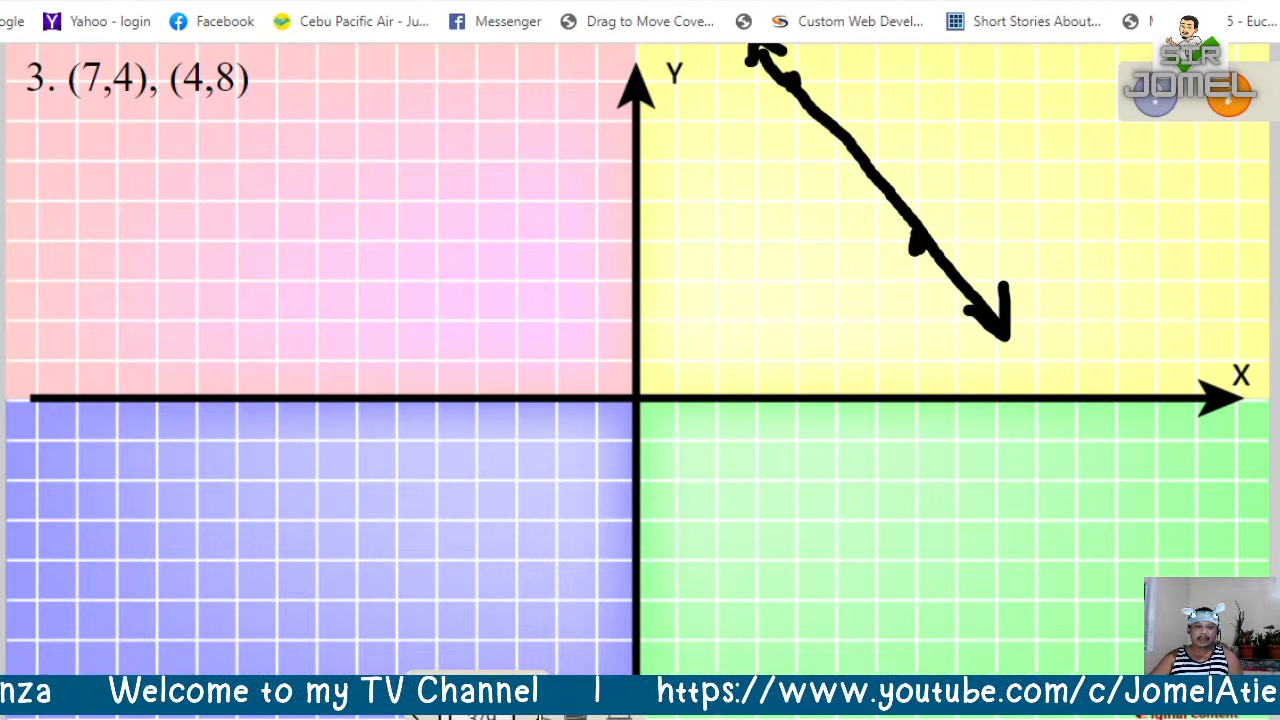 ogle Yahoo - login Facebook Cebu Pacific Air - Ju... Messenger Drag to Move Cove... Custom Web Devel... Short Stories About... 5 - Euc...
SIR
JOMEL
3. (7,4), (4,8)
Y
X
nza Welcome to my TV Channel | https://www.youtube.com/c/JomelAtie